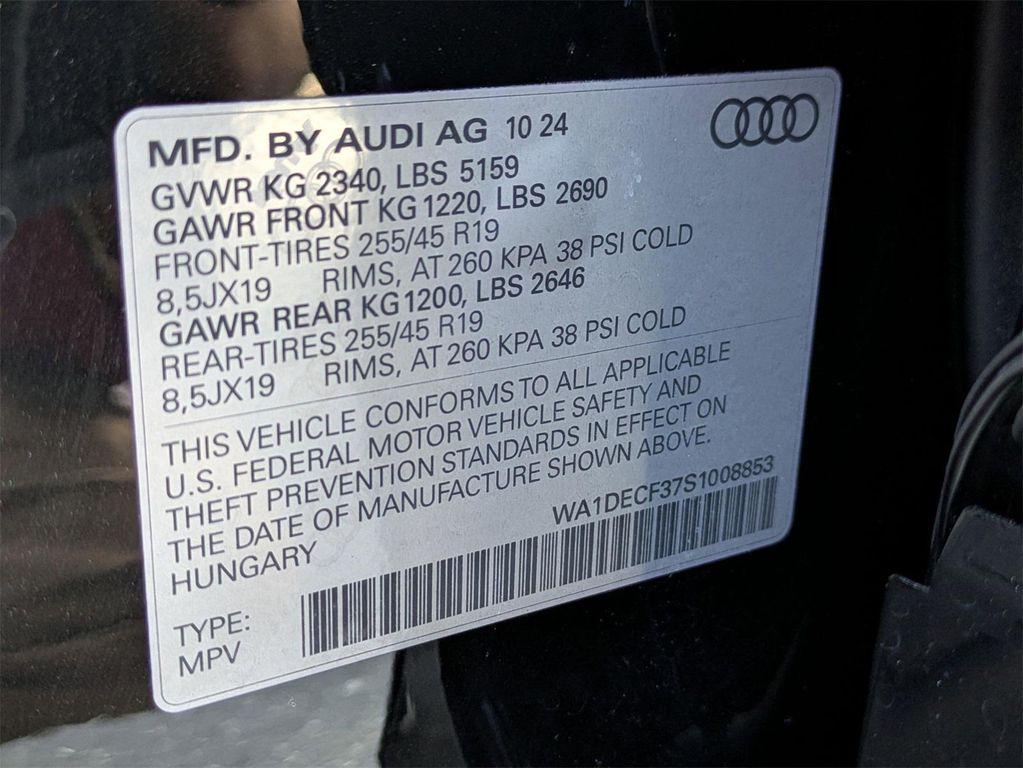 MFD. BY AUDI AG 10 24
GVWR KG 2340, LBS 5159
GAWR FRONT KG 1220, LBS 2690
FRONT-TIRES 255/45 R19
8,5JX19 RIMS, AT 260 KPA 38 PSI COLD
GAWR REAR KG 1200, LBS 2646
REAR-TIRES 255/45 R19
8,5JX19 RIMS, AT 260 KPA 38 PSI COLD
THIS VEHICLE CONFORMS TO ALL APPLICABLE
U.S. FEDERAL MOTOR VEHICLE SAFETY AND
THEFT PREVENTION STANDARDS IN EFFECT ON
THE DATE OF MANUFACTURE SHOWN ABOVE.
HUNGARY
WA1DECF37S1008853
TYPE:
MPV